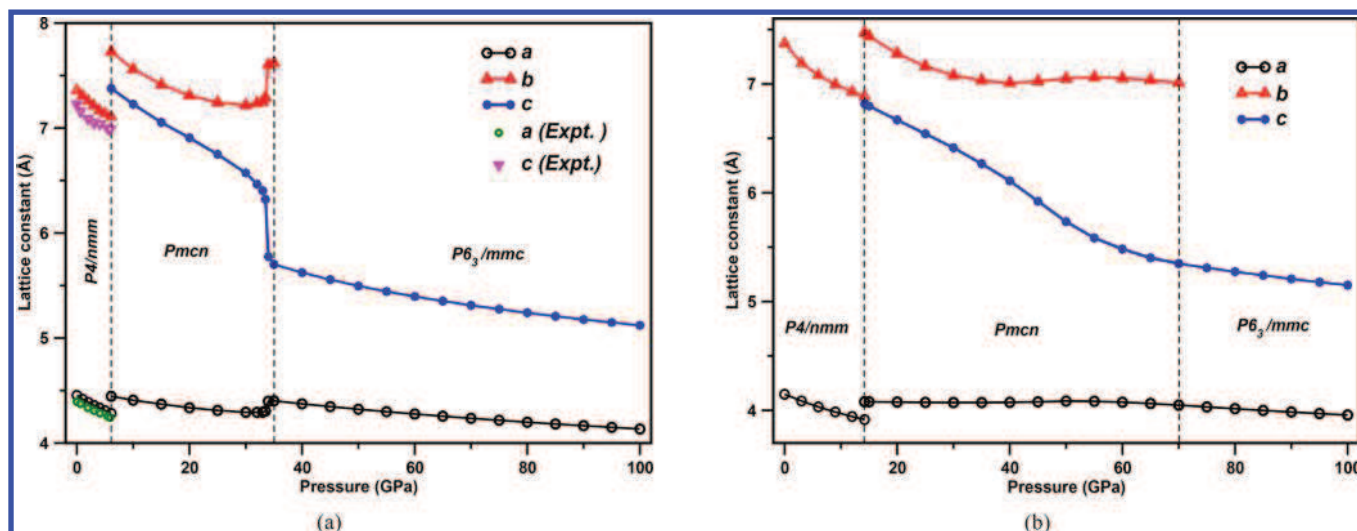 8
7
6
5
4
Lattice constant (Å)
a
b
c
a (Expt. )
c (Expt.)
P4/nmm
Pmcn
P6₃/mmc
0 20 40 60 80 100
Pressure (GPa)
(a)
7
6
5
4
Lattice constant (Å)
a
b
c
P4/nmm
Pmcn
P6₃/mmc
0 20 40 60 80 100
Pressure (GPa)
(b)